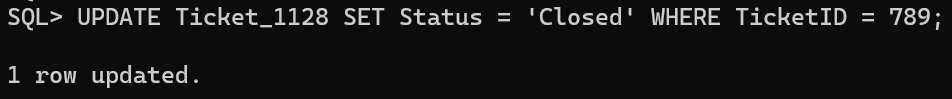 SQL> UPDATE Ticket_1128 SET Status = 'Closed' WHERE TicketID = 789;
1 row updated.